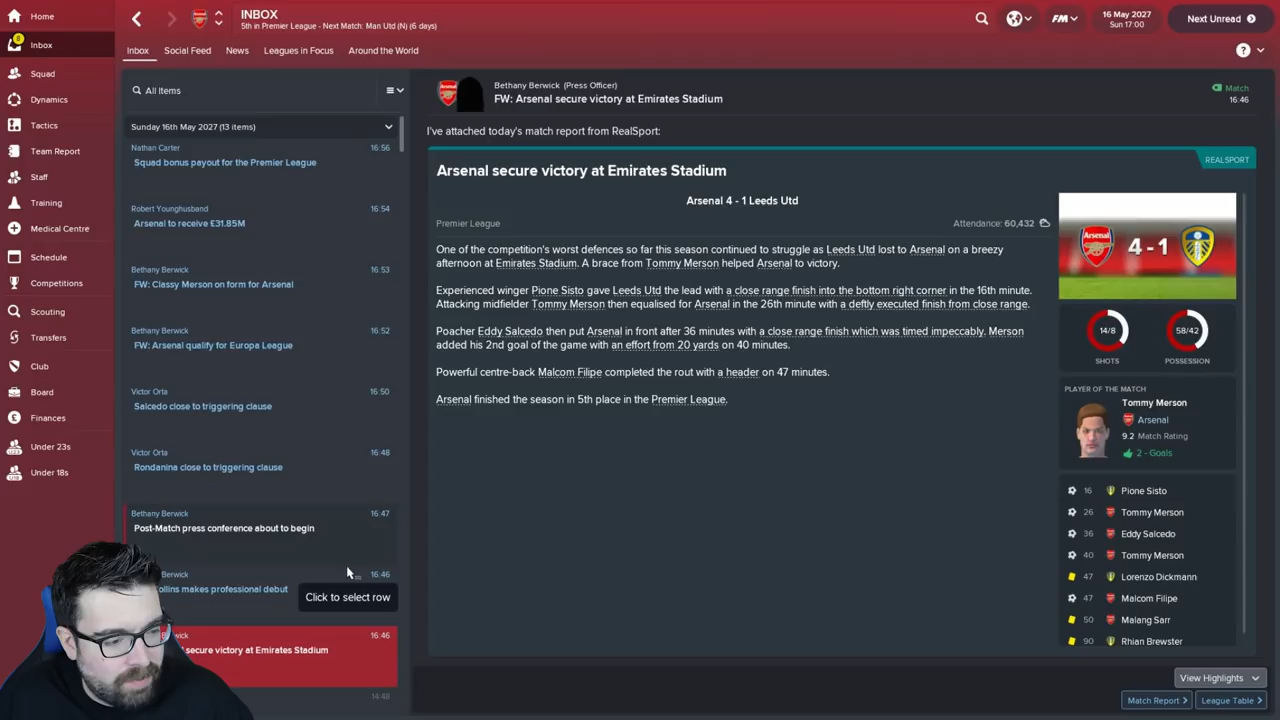 Home
8
Inbox
Squad
Dynamics
Tactics
Team Report
Staff
Training
Medical Centre
Schedule
Competitions
Scouting
Transfers
Club
Board
Finances
Under 23s
Under 18s
INBOX
5th in Premier League - Next Match: Man Utd (N) (6 days)
FM
16 May 2027
Sun 17:00
Next Unread
Inbox
Social Feed
News
Leagues in Focus
Around the World
?
All Items
Sunday 16th May 2027 (13 items)
Nathan Carter 16:56
Squad bonus payout for the Premier League
Robert Younghusband 16:54
Arsenal to receive £31.85M
Bethany Berwick 16:53
FW: Classy Merson on form for Arsenal
Bethany Berwick 16:52
FW: Arsenal qualify for Europa League
Victor Orta 16:50
Salcedo close to triggering clause
Victor Orta 16:48
Rondanina close to triggering clause
Bethany Berwick 16:47
Post-Match press conference about to begin
Berwick 16:46
ollins makes professional debut
Click to select row
Berwick 16:46
secure victory at Emirates Stadium
14:48
Bethany Berwick (Press Officer)
FW: Arsenal secure victory at Emirates Stadium
Match
16:46
I've attached today's match report from RealSport:
REALSPORT
Arsenal secure victory at Emirates Stadium
Arsenal 4 - 1 Leeds Utd
Premier League
Attendance: 60,432
One of the competition's worst defences so far this season continued to struggle as Leeds Utd lost to Arsenal on a breezy
afternoon at Emirates Stadium. A brace from Tommy Merson helped Arsenal to victory.
Experienced winger Pione Sisto gave Leeds Utd the lead with a close range finish into the bottom right corner in the 16th minute.
Attacking midfielder Tommy Merson then equalised for Arsenal in the 26th minute with a deftly executed finish from close range.
Poacher Eddy Salcedo then put Arsenal in front after 36 minutes with a close range finish which was timed impeccably. Merson
added his 2nd goal of the game with an effort from 20 yards on 40 minutes.
Powerful centre-back Malcom Filipe completed the rout with a header on 47 minutes.
Arsenal finished the season in 5th place in the Premier League.
Arsenal
4 - 1
14/8
SHOTS
58/42
POSSESSION
PLAYER OF THE MATCH
Tommy Merson
Arsenal
9.2 Match Rating
2 - Goals
16 Pione Sisto
26 Tommy Merson
36 Eddy Salcedo
40 Tommy Merson
47 Lorenzo Dickmann
47 Malcom Filipe
50 Malang Sarr
90 Rhian Brewster
View Highlights
Match Report
League Table